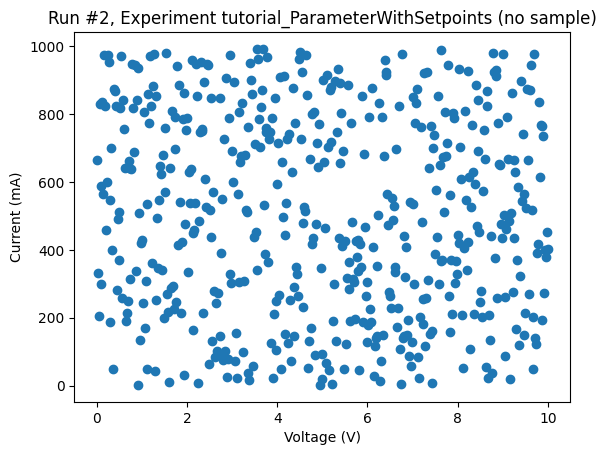 Run #2, Experiment tutorial_ParameterWithSetpoints (no sample)
1000
800
600
400
200
0
Current (mA)
0 2 4 6 8 10
Voltage (V)